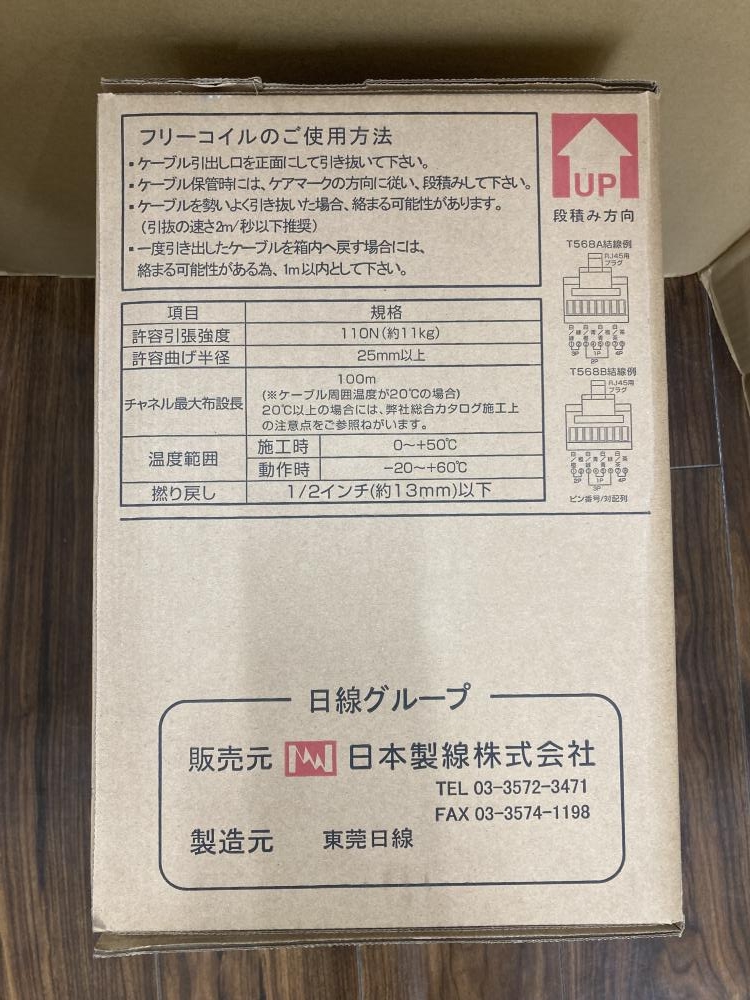 フリーコイルのご使用方法
▪ケーブル引出し口を正面にして引き抜いて下さい。
▪ケーブル保管時には、ケアマークの方向に従い、段積みして下さい。
▪ケーブルを勢いよく引き抜いた場合、絡まる可能性があります。
(引抜の速さ2m/秒以下推奨)
▪一度引き出したケーブルを箱内へ戻す場合には、
絡まる可能性がある為、1m以内として下さい。
UP
段積み方向
項目 規格
許容引張強度 110N(約11kg)
許容曲げ半径 25mm以上
チャネル最大布設長 100m
(※ケーブル周囲温度が20℃の場合)
20℃以上の場合には、弊社総合カタログ施工上
の注意点をご参照ねがいます。
温度範囲 施工時 0〜+50℃
動作時 −20〜+60℃
撚り戻し 1/2インチ(約13mm)以下
T568A結線例
RJ45用
プラグ
3P 1P 4P
2P
T568B結線例
RJ45用
プラグ
2P 1P 4P
3P
ピン番号/対配列
日線グループ
販売元 日本製線株式会社
TEL 03-3572-3471
FAX 03-3574-1198
製造元 東莞日線